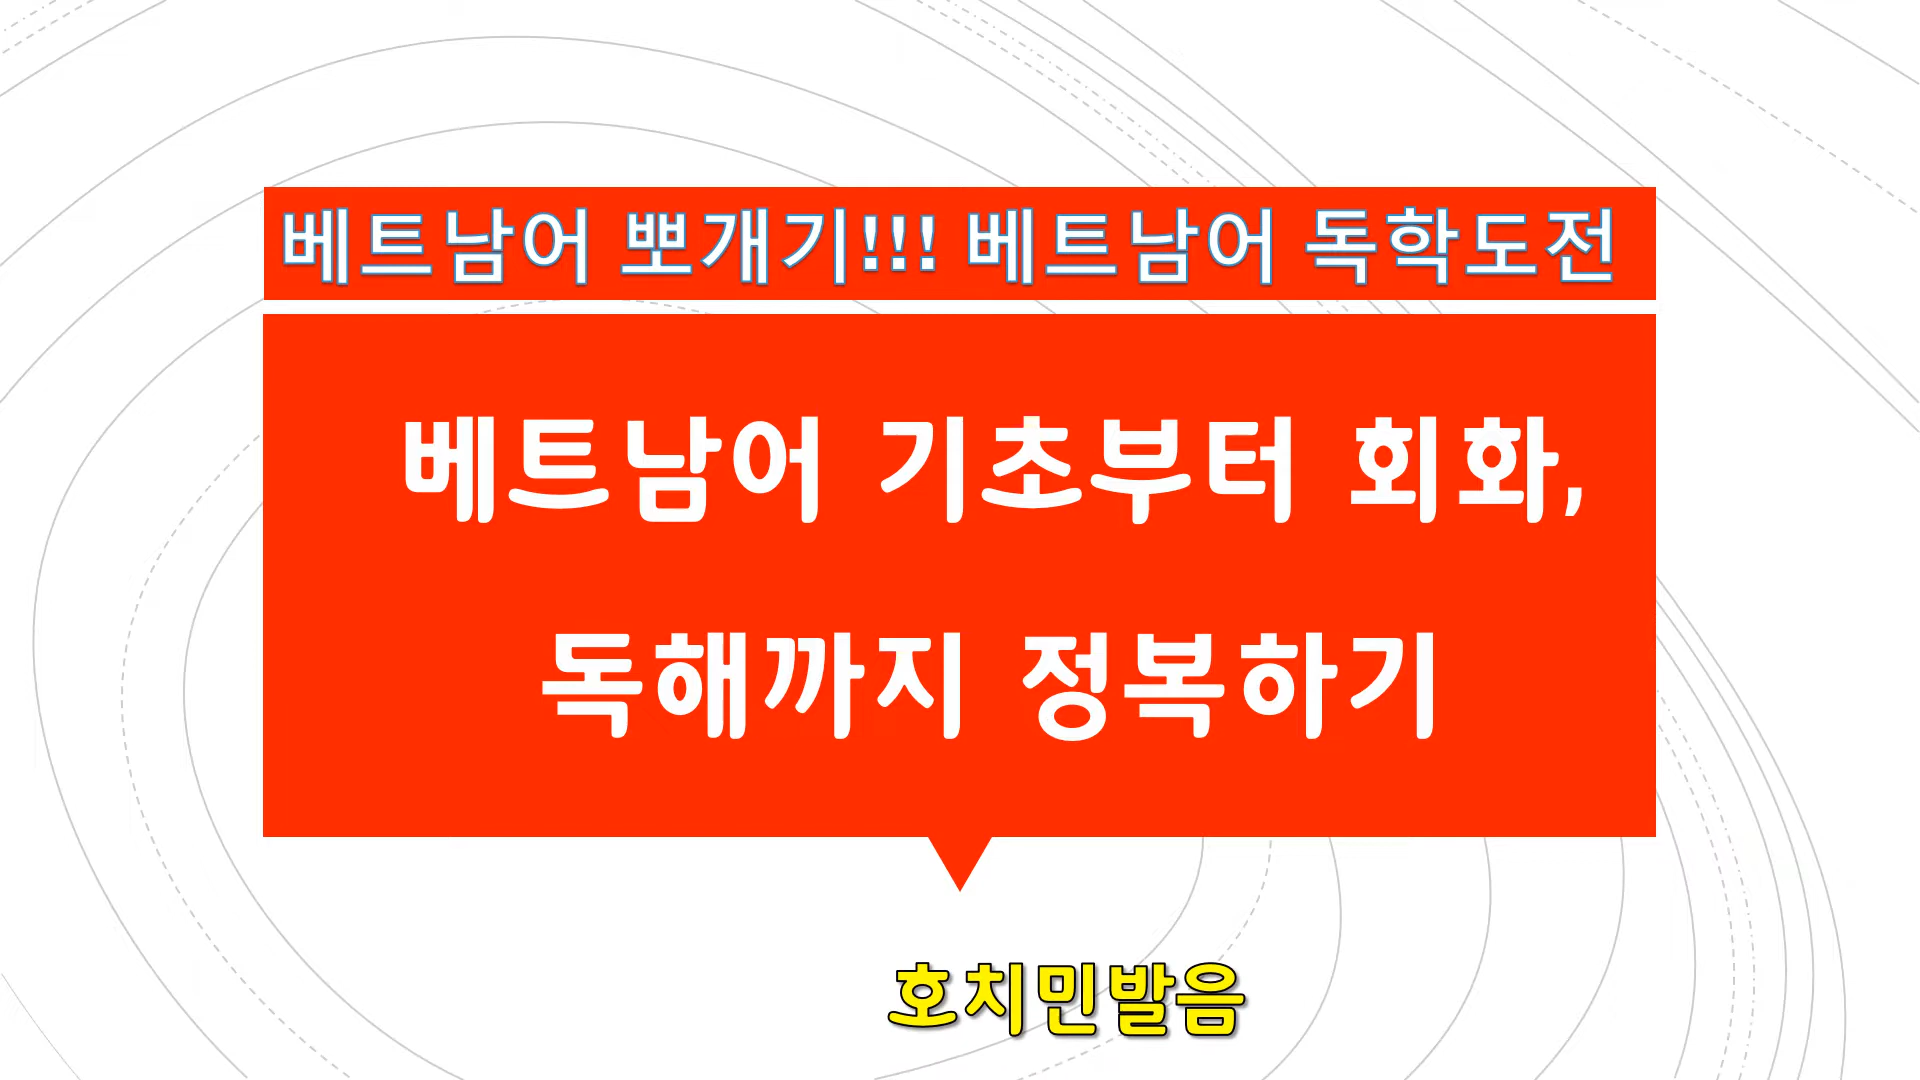 베트남어 뽀개기!!! 베트남어 독학도전
베트남어 기초부터 회화,
독해까지 정복하기
호치민발음